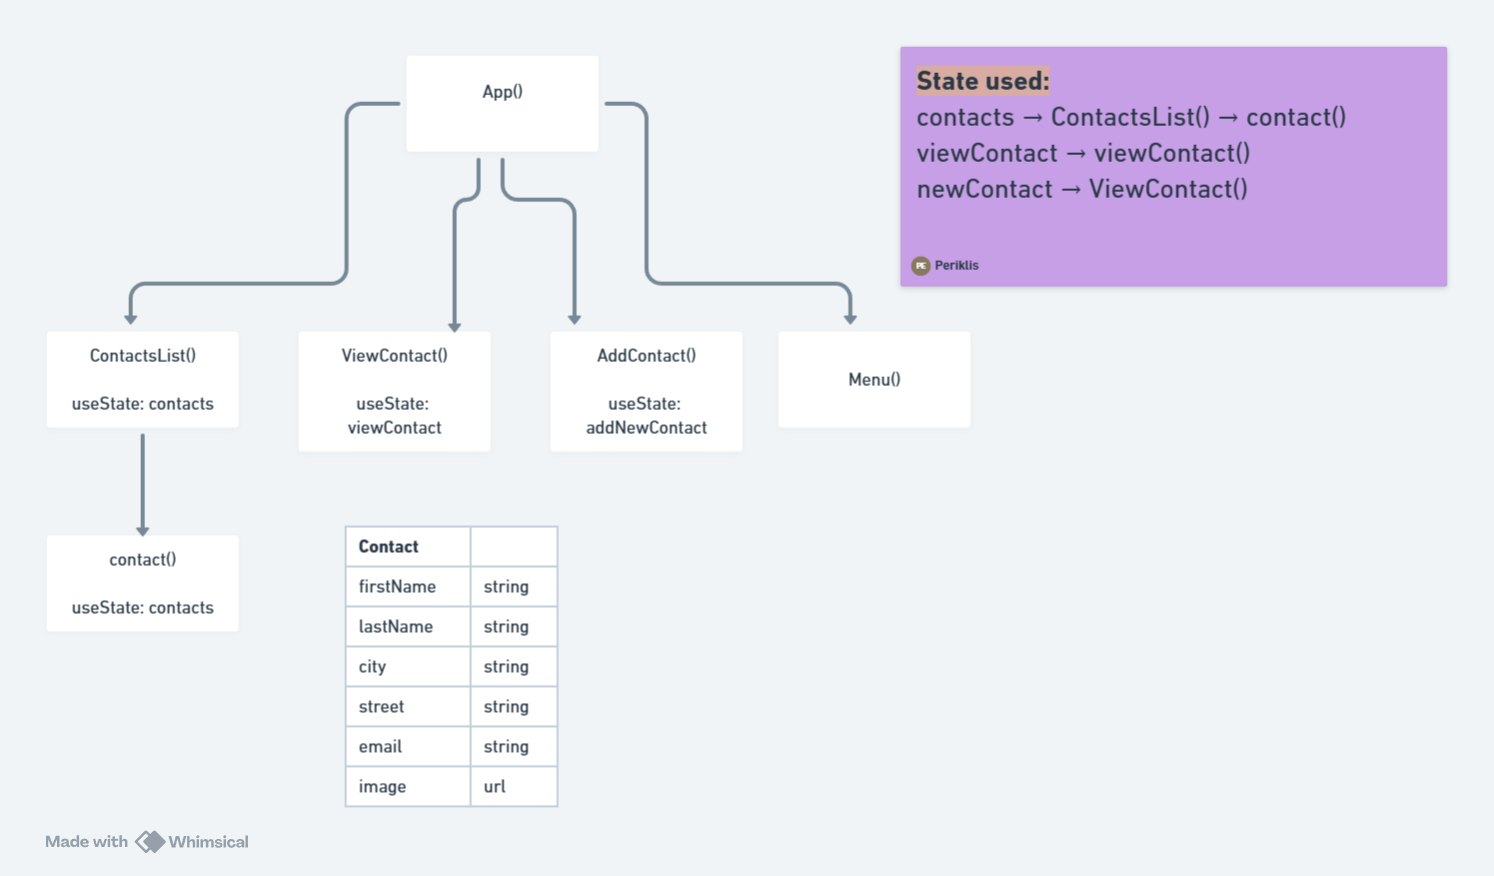 App()
State used:
contacts → ContactsList() → contact()
viewContact → viewContact()
newContact → ViewContact()
PE Periklis
ContactsList()
useState: contacts
ViewContact()
useState:
viewContact
AddContact()
useState:
addNewContact
Menu()
contact()
useState: contacts
Contact
firstName string
lastName string
city string
street string
email string
image url
Made with Whimsical